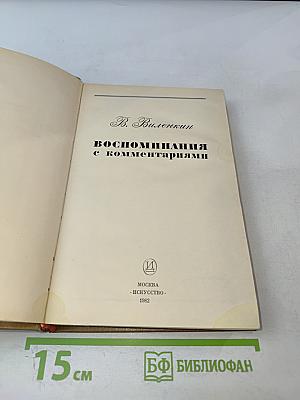 В. Виленкин
ВОСПОМИНАНИЯ
с комментариями
И
МОСКВА
«ИСКУССТВО»
1982
15 см
БФ БИБЛИОФАН